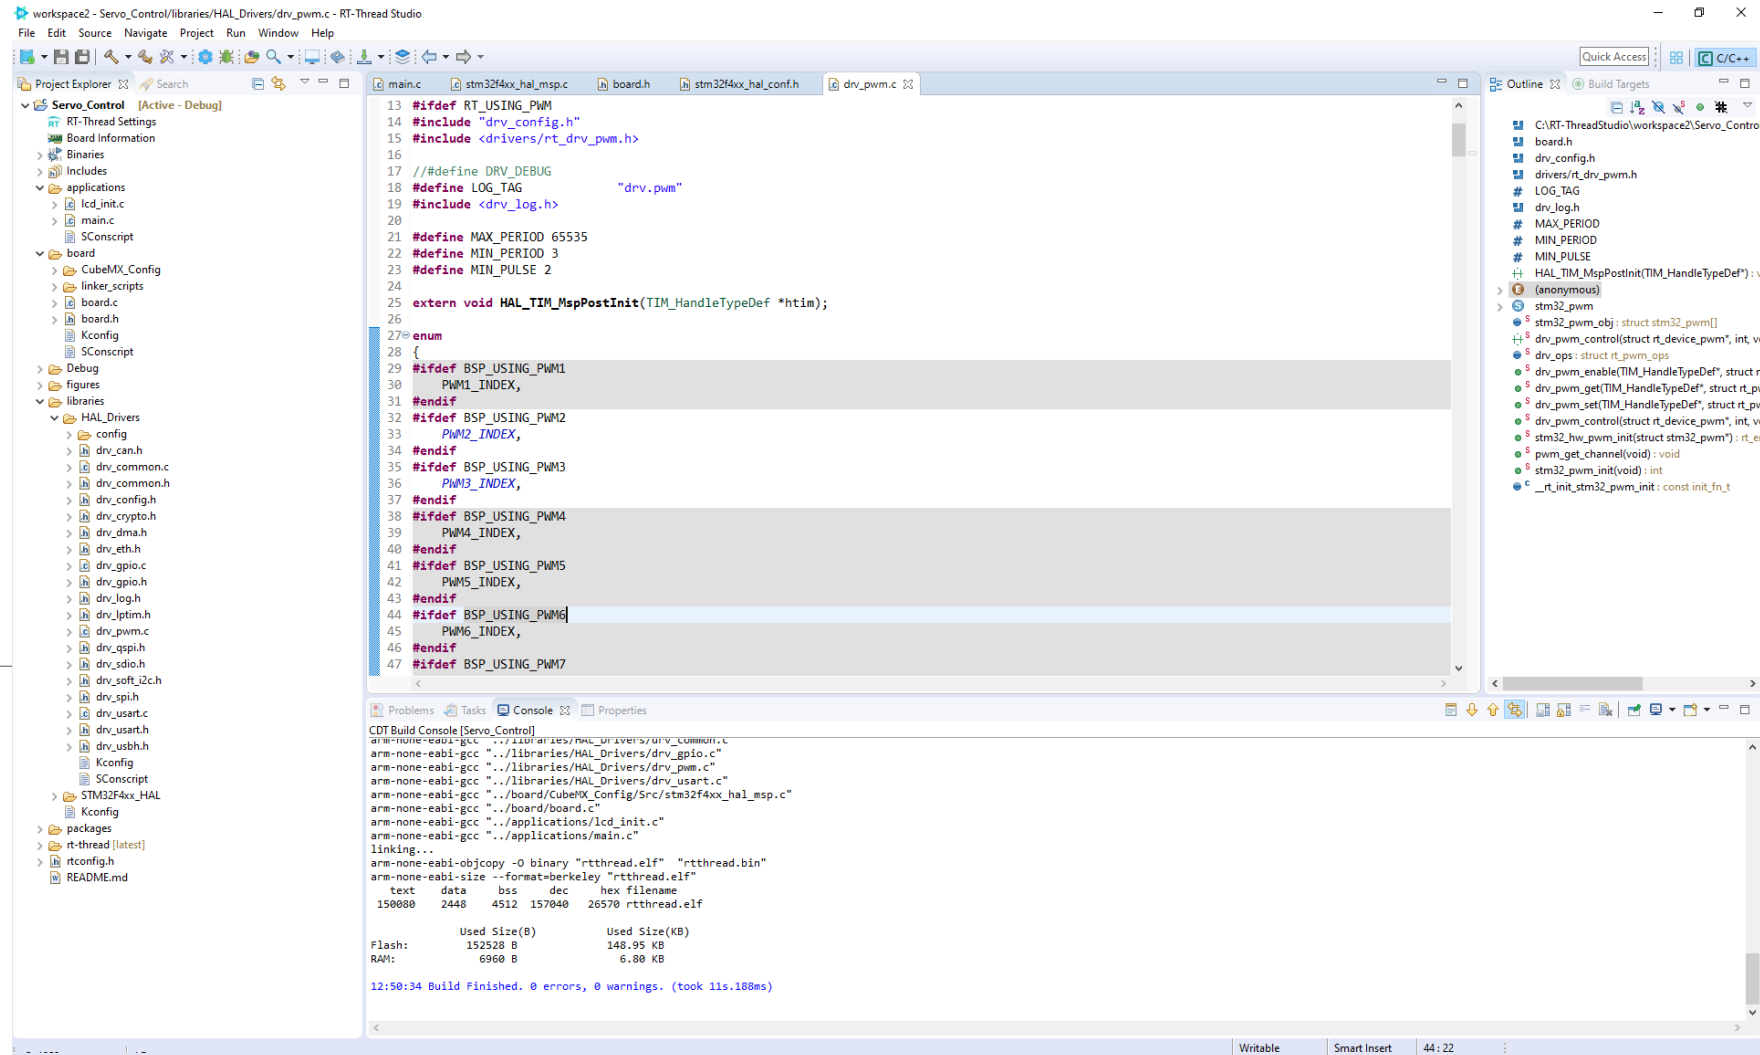 workspace2 - Servo_Control/libraries/HAL_Drivers/drv_pwm.c - RT-Thread Studio
File Edit Source Navigate Project Run Window Help
Quick Access
C/C++
Project Explorer
Search
Servo_Control [Active - Debug]
RT-Thread Settings
Board Information
Binaries
Includes
applications
lcd_init.c
main.c
SConscript
board
CubeMX_Config
linker_scripts
board.c
board.h
Kconfig
SConscript
Debug
figures
libraries
HAL_Drivers
config
drv_can.h
drv_common.c
drv_common.h
drv_config.h
drv_crypto.h
drv_dma.h
drv_eth.h
drv_gpio.c
drv_gpio.h
drv_log.h
drv_lptim.h
drv_pwm.c
drv_qspi.h
drv_sdio.h
drv_soft_i2c.h
drv_spi.h
drv_usart.c
drv_usart.h
drv_usbh.h
Kconfig
SConscript
STM32F4xx_HAL
Kconfig
packages
rt-thread [latest]
rtconfig.h
README.md
main.c
stm32f4xx_hal_msp.c
board.h
stm32f4xx_hal_conf.h
drv_pwm.c
13 #ifdef RT_USING_PWM
14 #include "drv_config.h"
15 #include <drivers/rt_drv_pwm.h>
16
17 //#define DRV_DEBUG
18 #define LOG_TAG "drv.pwm"
19 #include <drv_log.h>
20
21 #define MAX_PERIOD 65535
22 #define MIN_PERIOD 3
23 #define MIN_PULSE 2
24
25 extern void HAL_TIM_MspPostInit(TIM_HandleTypeDef *htim);
26
27 enum
28 {
29 #ifdef BSP_USING_PWM1
30 PWM1_INDEX,
31 #endif
32 #ifdef BSP_USING_PWM2
33 PWM2_INDEX,
34 #endif
35 #ifdef BSP_USING_PWM3
36 PWM3_INDEX,
37 #endif
38 #ifdef BSP_USING_PWM4
39 PWM4_INDEX,
40 #endif
41 #ifdef BSP_USING_PWM5
42 PWM5_INDEX,
43 #endif
44 #ifdef BSP_USING_PWM6
45 PWM6_INDEX,
46 #endif
47 #ifdef BSP_USING_PWM7
Outline
Build Targets
C:\RT-ThreadStudio\workspace2\Servo_Contro
board.h
drv_config.h
drivers/rt_drv_pwm.h
LOG_TAG
drv_log.h
MAX_PERIOD
MIN_PERIOD
MIN_PULSE
HAL_TIM_MspPostInit(TIM_HandleTypeDef*) : v
(anonymous)
stm32_pwm
stm32_pwm_obj : struct stm32_pwm[]
drv_pwm_control(struct rt_device_pwm*, int, v
drv_ops : struct rt_pwm_ops
drv_pwm_enable(TIM_HandleTypeDef*, struct r
drv_pwm_get(TIM_HandleTypeDef*, struct rt_p
drv_pwm_set(TIM_HandleTypeDef*, struct rt_pw
drv_pwm_control(struct rt_device_pwm*, int, v
stm32_hw_pwm_init(struct stm32_pwm*) : rt_e
pwm_get_channel(void) : void
stm32_pwm_init(void) : int
__rt_init_stm32_pwm_init : const init_fn_t
Problems
Tasks
Console
Properties
CDT Build Console [Servo_Control]
arm-none-eabi-gcc "../libraries/HAL_Drivers/drv_common.c"
arm-none-eabi-gcc "../libraries/HAL_Drivers/drv_gpio.c"
arm-none-eabi-gcc "../libraries/HAL_Drivers/drv_pwm.c"
arm-none-eabi-gcc "../libraries/HAL_Drivers/drv_usart.c"
arm-none-eabi-gcc "../board/CubeMX_Config/Src/stm32f4xx_hal_msp.c"
arm-none-eabi-gcc "../board/board.c"
arm-none-eabi-gcc "../applications/lcd_init.c"
arm-none-eabi-gcc "../applications/main.c"
linking...
arm-none-eabi-objcopy -O binary "rtthread.elf" "rtthread.bin"
arm-none-eabi-size --format=berkeley "rtthread.elf"
text data bss dec hex filename
150080 2448 4512 157040 26570 rtthread.elf
Used Size(B) Used Size(KB)
Flash: 152528 B 148.95 KB
RAM: 6960 B 6.80 KB
12:50:34 Build Finished. 0 errors, 0 warnings. (took 11s.188ms)
Writable
Smart Insert
44 : 22